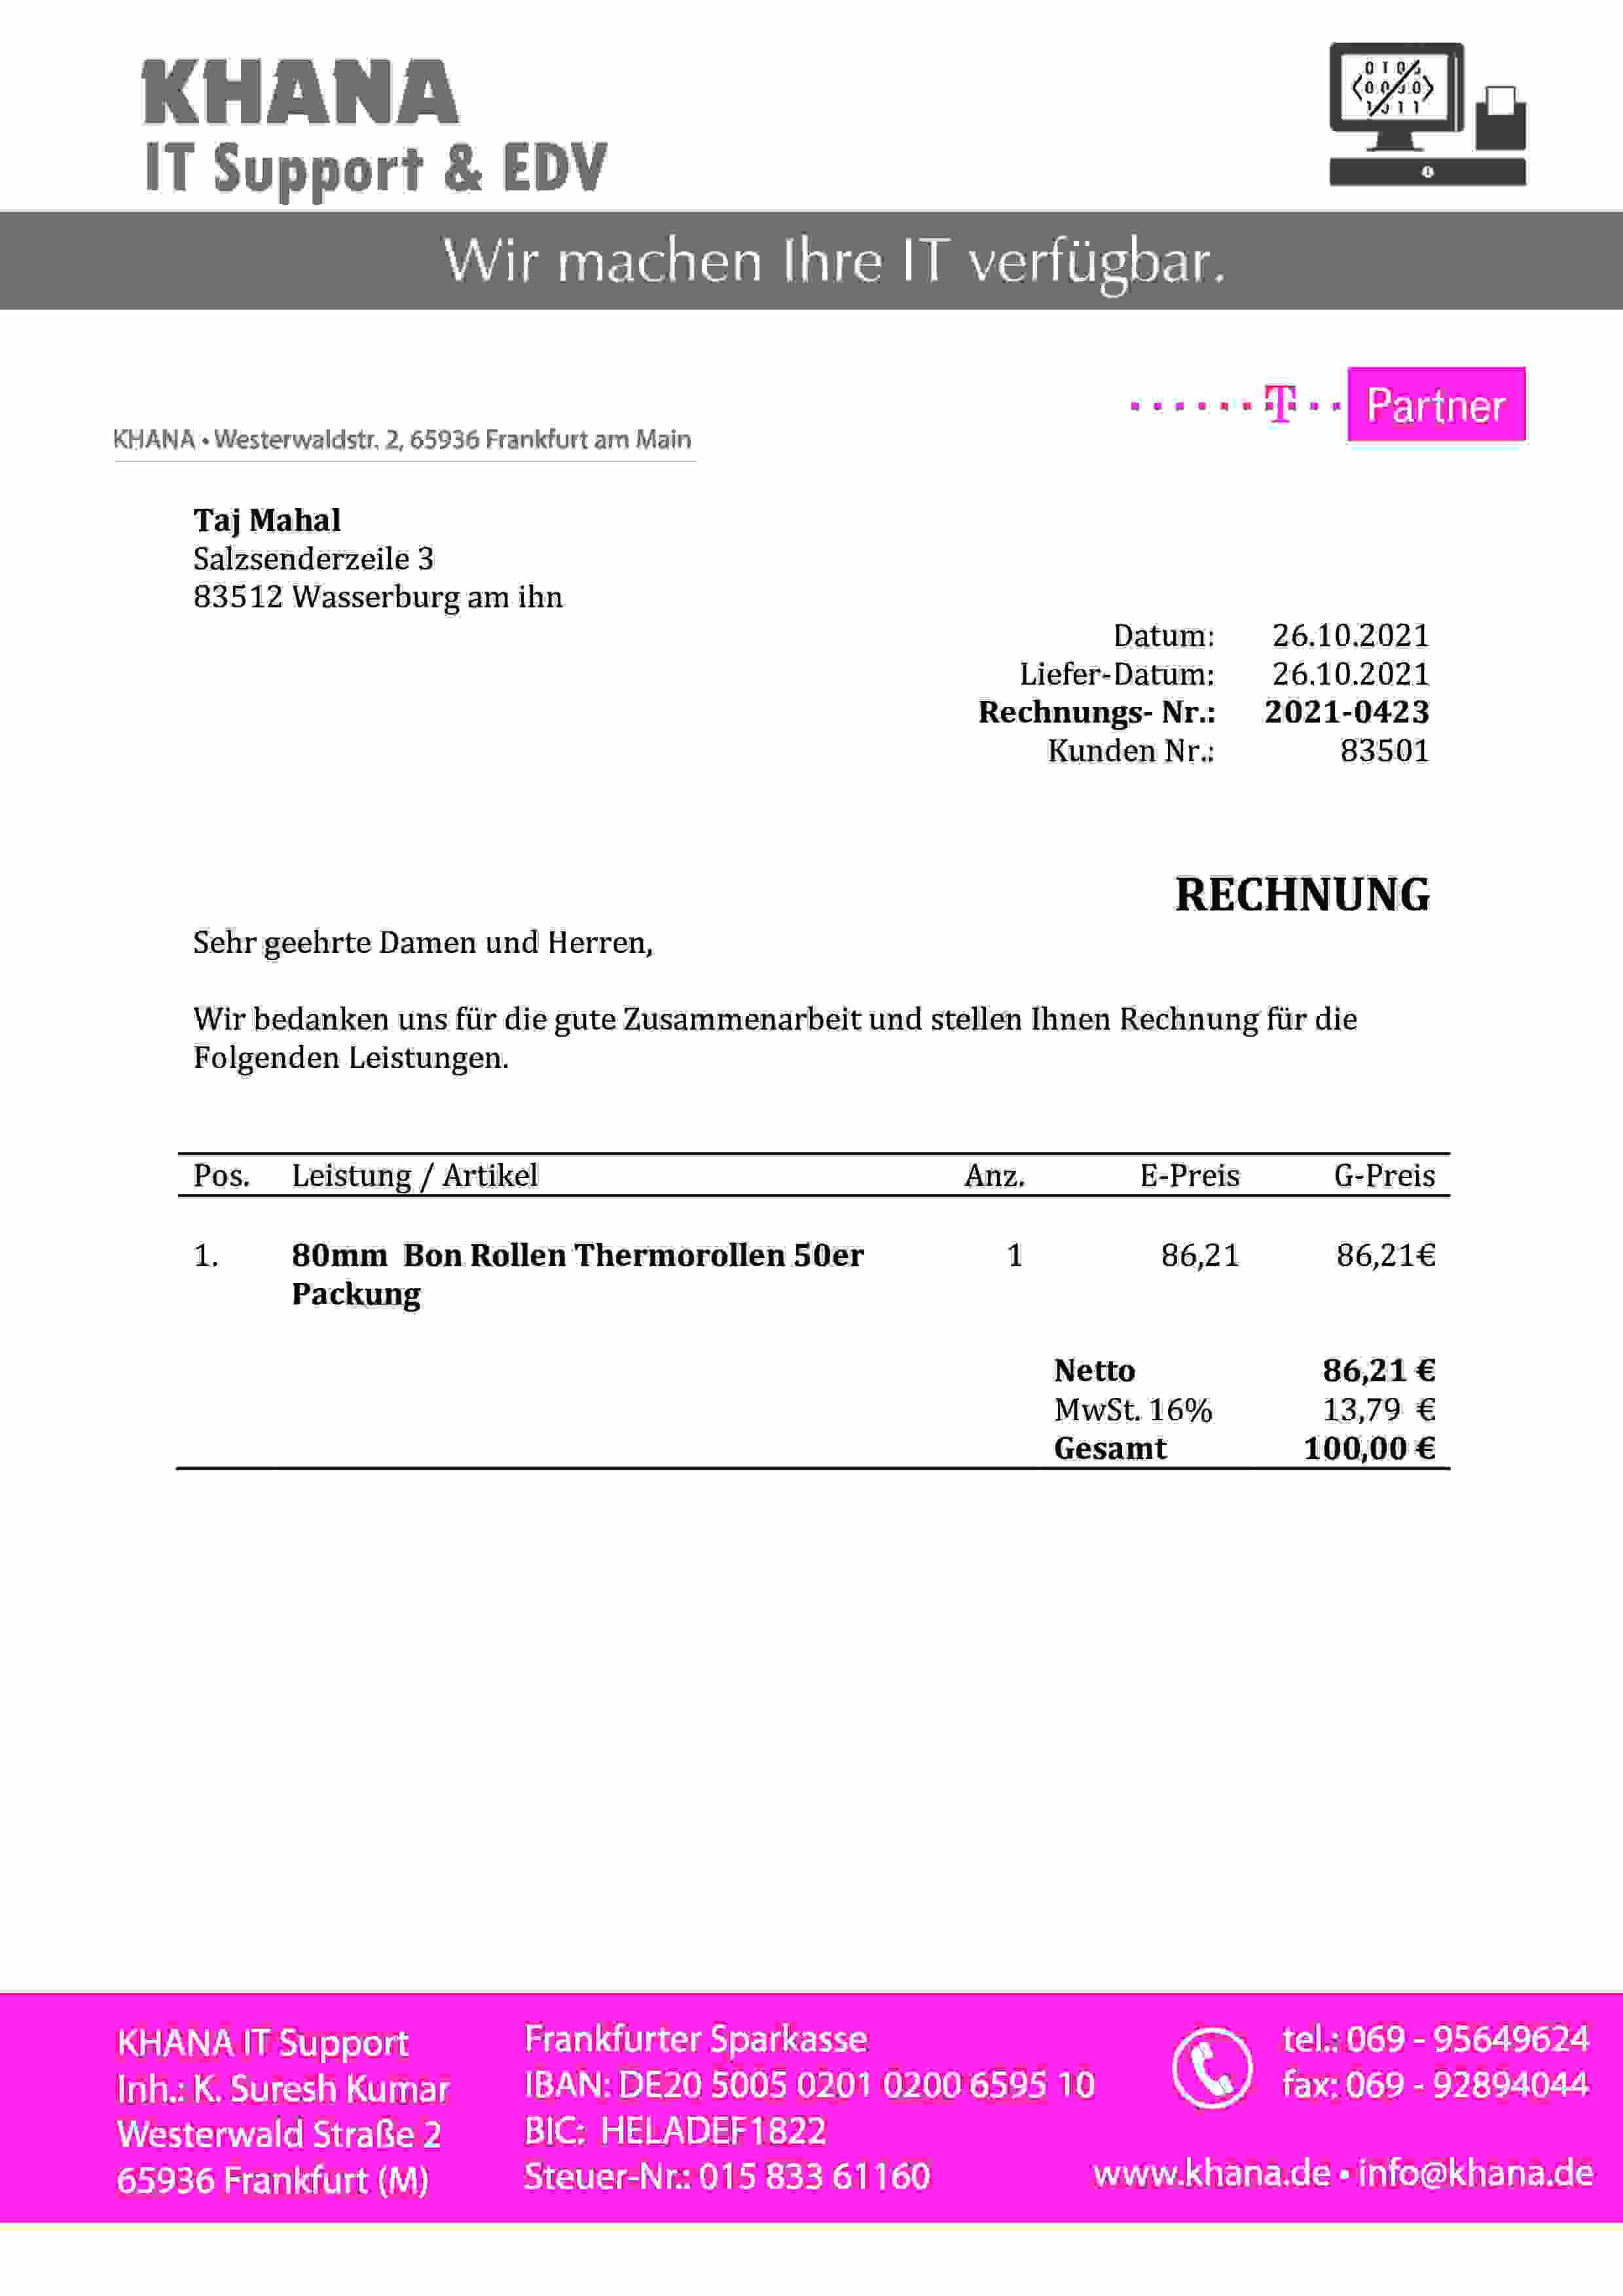 KHANA
IT Support & EDV
Wir machen Ihre IT verfügbar.
T Partner
KHANA • Westerwaldstr. 2, 65936 Frankfurt am Main
Taj Mahal
Salzsenderzeile 3
83512 Wasserburg am ihn
Datum: 26.10.2021
Liefer-Datum: 26.10.2021
Rechnungs- Nr.: 2021-0423
Kunden Nr.: 83501
RECHNUNG
Sehr geehrte Damen und Herren,
Wir bedanken uns für die gute Zusammenarbeit und stellen Ihnen Rechnung für die
Folgenden Leistungen.
Pos. Leistung / Artikel Anz. E-Preis G-Preis
1. 80mm Bon Rollen Thermorollen 50er 1 86,21 86,21€
Packung
Netto 86,21 €
MwSt. 16% 13,79 €
Gesamt 100,00 €
KHANA IT Support
Inh.: K. Suresh Kumar
Westerwald Straße 2
65936 Frankfurt (M)
Frankfurter Sparkasse
IBAN: DE20 5005 0201 0200 6595 10
BIC: HELADEF1822
Steuer-Nr.: 015 833 61160
tel.: 069 - 95649624
fax: 069 - 92894044
www.khana.de • info@khana.de